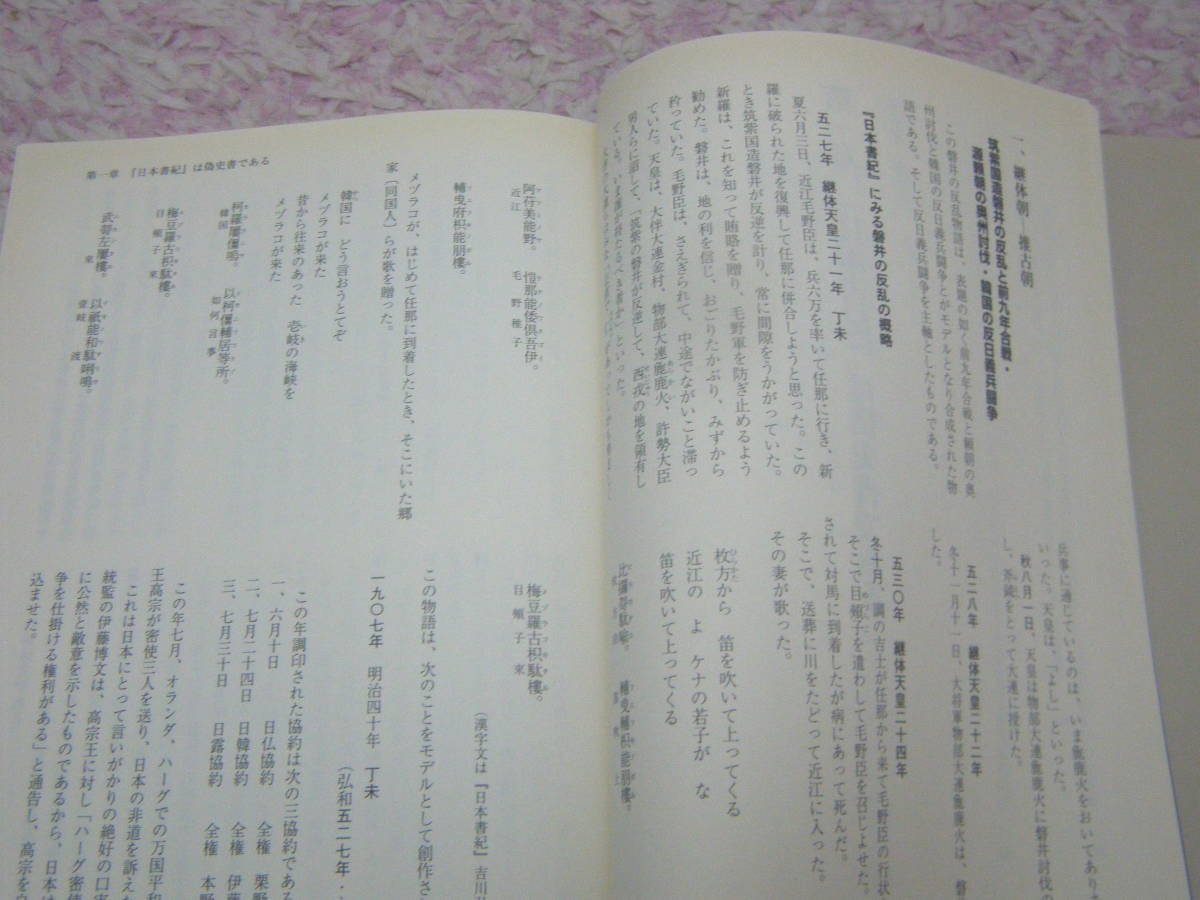 一、継体朝―推古朝
筑紫国造磐井の反乱と前九年合戦・
源頼朝の奥州討伐・韓国の反日義兵闘争
この磐井の反乱物語は、表題の如く前九年合戦と頼朝の奥
州討伐と韓国の反日義兵闘争とがモデルとなり合成された物
語である。そして反日義兵闘争を主軸としたものである。
『日本書紀』にみる磐井の反乱の概略
五二七年 継体天皇二十一年 丁未
夏六月三日、近江毛野臣は、兵六万を率いて任那に行き、新
羅に破られた地を復興して任那に併合しようと思った。この
とき筑紫国造磐井が反逆を計り、常に間隙をうかがっていた。
新羅は、これを知って賄賂を贈り、毛野軍を防ぎ止めるよう
勧めた。磐井は、地の利を信じ、おごりたかぶり、みずから
矜っていた。毛野臣は、さえぎられて、中途でながいこと滞っ
ていた。天皇は、大伴大連金村、物部大連麁鹿火、許勢大臣
男人らに詔して、「筑紫の磐井が反逆して、西戎の地を領有し
ている。いま誰が将たるべき者か」といった。
兵事に通じているのは、いま麁鹿火をおいてありま
いった。天皇は、「よし」といった。
秋八月一日、天皇は物部大連麁鹿火に磐井討伐の
し、斧鉞をとって大連に授けた。
五二八年 継体天皇二十二年
冬十一月十一日、大将軍物部大連麁鹿火は、磐
した。
五三〇年 継体天皇二十四年
冬十月、調の吉士が任那から来て毛野臣の行状
そこで目頬子を遣わして毛野臣を召じよせた。
されて対馬に到着したが病にあって死んだ。
そこで、送葬に川をたどって近江に入った。
その妻が歌った。
枚方から 笛を吹いて上ってくる
近江の よ ケナの若子が な
笛を吹いて上ってくる
比攞哿駄喩。 輔曳輔枳能朋樓。
第一章 『日本書紀』は偽史書である
阿符美能野。 愷那能倭倶吾伊。
近江 毛野稚子
輔曳府枳能朋樓。
メヅラコが、はじめて任那に到着したとき、そこにいた郷
家〔同国人〕らが歌を贈った。
韓国に どう言おうとてぞ
メヅラコが来た
昔から往来のあった 壱岐の海峡を
メヅラコが来た
柯羅屨爾嗚。 以柯爾輔居等所。
韓国 如何言事
梅豆羅古枳駄樓。
目頬子来
武哿左屨樓。 以祇能和駄唎嗚。
来 壹岐 渡
梅豆羅古枳駄樓。
目頬子来
（漢字文は『日本書紀』吉川弘
この物語は、次のことをモデルとして創作さ
一九〇七年 明治四十年 丁未
（弘和五二七年・
この年調印された協約は次の三協約である
一、六月十日 日仏協約 全権 栗野
二、七月二十四日 日韓協約 全権 伊藤
三、七月三十日 日露協約 全権 本野
この年七月、オランダ、ハーグでの万国平和
王高宗が密使三人を送り、日本の非道を訴えた
これは日本にとって言いがかりの絶好の口実
統監の伊藤博文は、高宗王に対し「ハーグ密使
に公然と敵意を示したものであるから、日本は
争を仕掛ける権利がある」と通告し、高宗を
込ませた。